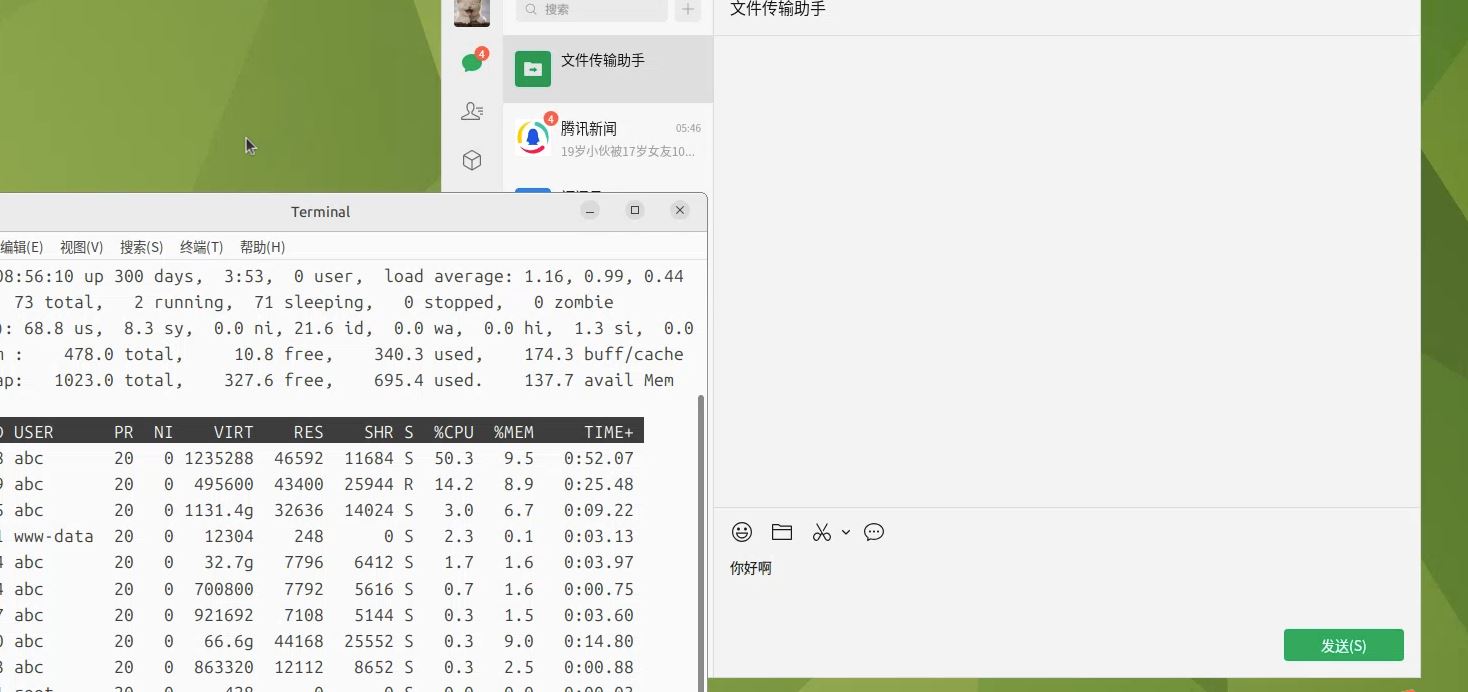 搜索
文件传输助手
4
文件传输助手
4
腾讯新闻 05:46
19岁小伙被17岁女友10...
Terminal
编辑(E) 视图(V) 搜索(S) 终端(T) 帮助(H)
08:56:10 up 300 days, 3:53, 0 user, load average: 1.16, 0.99, 0.44
73 total, 2 running, 71 sleeping, 0 stopped, 0 zombie
): 68.8 us, 8.3 sy, 0.0 ni, 21.6 id, 0.0 wa, 0.0 hi, 1.3 si, 0.0
: 478.0 total, 10.8 free, 340.3 used, 174.3 buff/cache
ap: 1023.0 total, 327.6 free, 695.4 used. 137.7 avail Mem
USER PR NI VIRT RES SHR S %CPU %MEM TIME+
abc 20 0 1235288 46592 11684 S 50.3 9.5 0:52.07
abc 20 0 495600 43400 25944 R 14.2 8.9 0:25.48
abc 20 0 1131.4g 32636 14024 S 3.0 6.7 0:09.22
www-data 20 0 12304 248 0 S 2.3 0.1 0:03.13
abc 20 0 32.7g 7796 6412 S 1.7 1.6 0:03.97
abc 20 0 700800 7792 5616 S 0.7 1.6 0:00.75
abc 20 0 921692 7108 5144 S 0.3 1.5 0:03.60
abc 20 0 66.6g 44168 25552 S 0.3 9.0 0:14.80
abc 20 0 863320 12112 8652 S 0.3 2.5 0:00.88
你好啊
发送(S)